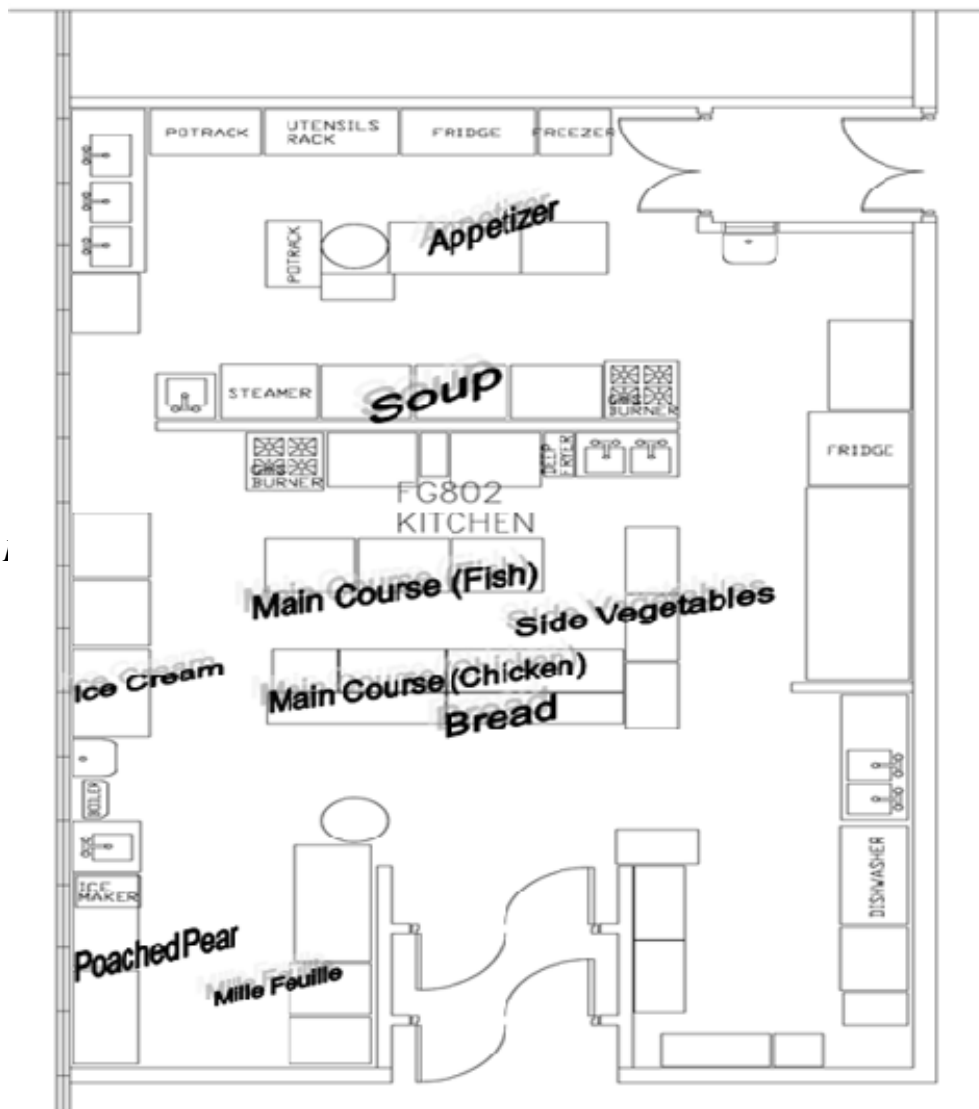 POTRACK
UTENSILS
RACK
FRIDGE
FREEZER
Appetizer
POTRACK
STEAMER
Soup
GAS
BURNER
FRIDGE
GAS
BURNER
DEEP
FRYER
FG802
KITCHEN
Main Course (Fish)
Side Vegetables
Ice Cream
Main Course (Chicken)
Bread
BOILER
ICE
MAKER
DISHWASHER
Poached Pear
Mille Feuille